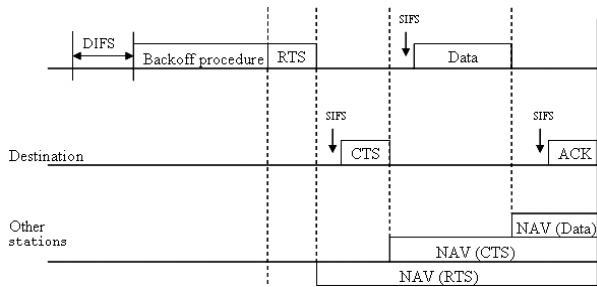 SIFS
DIFS
Backoff procedure
RTS
Data
SIFS
SIFS
Destination
CTS
ACK
Other
stations
NAV (Data)
NAV (CTS)
NAV (RTS)